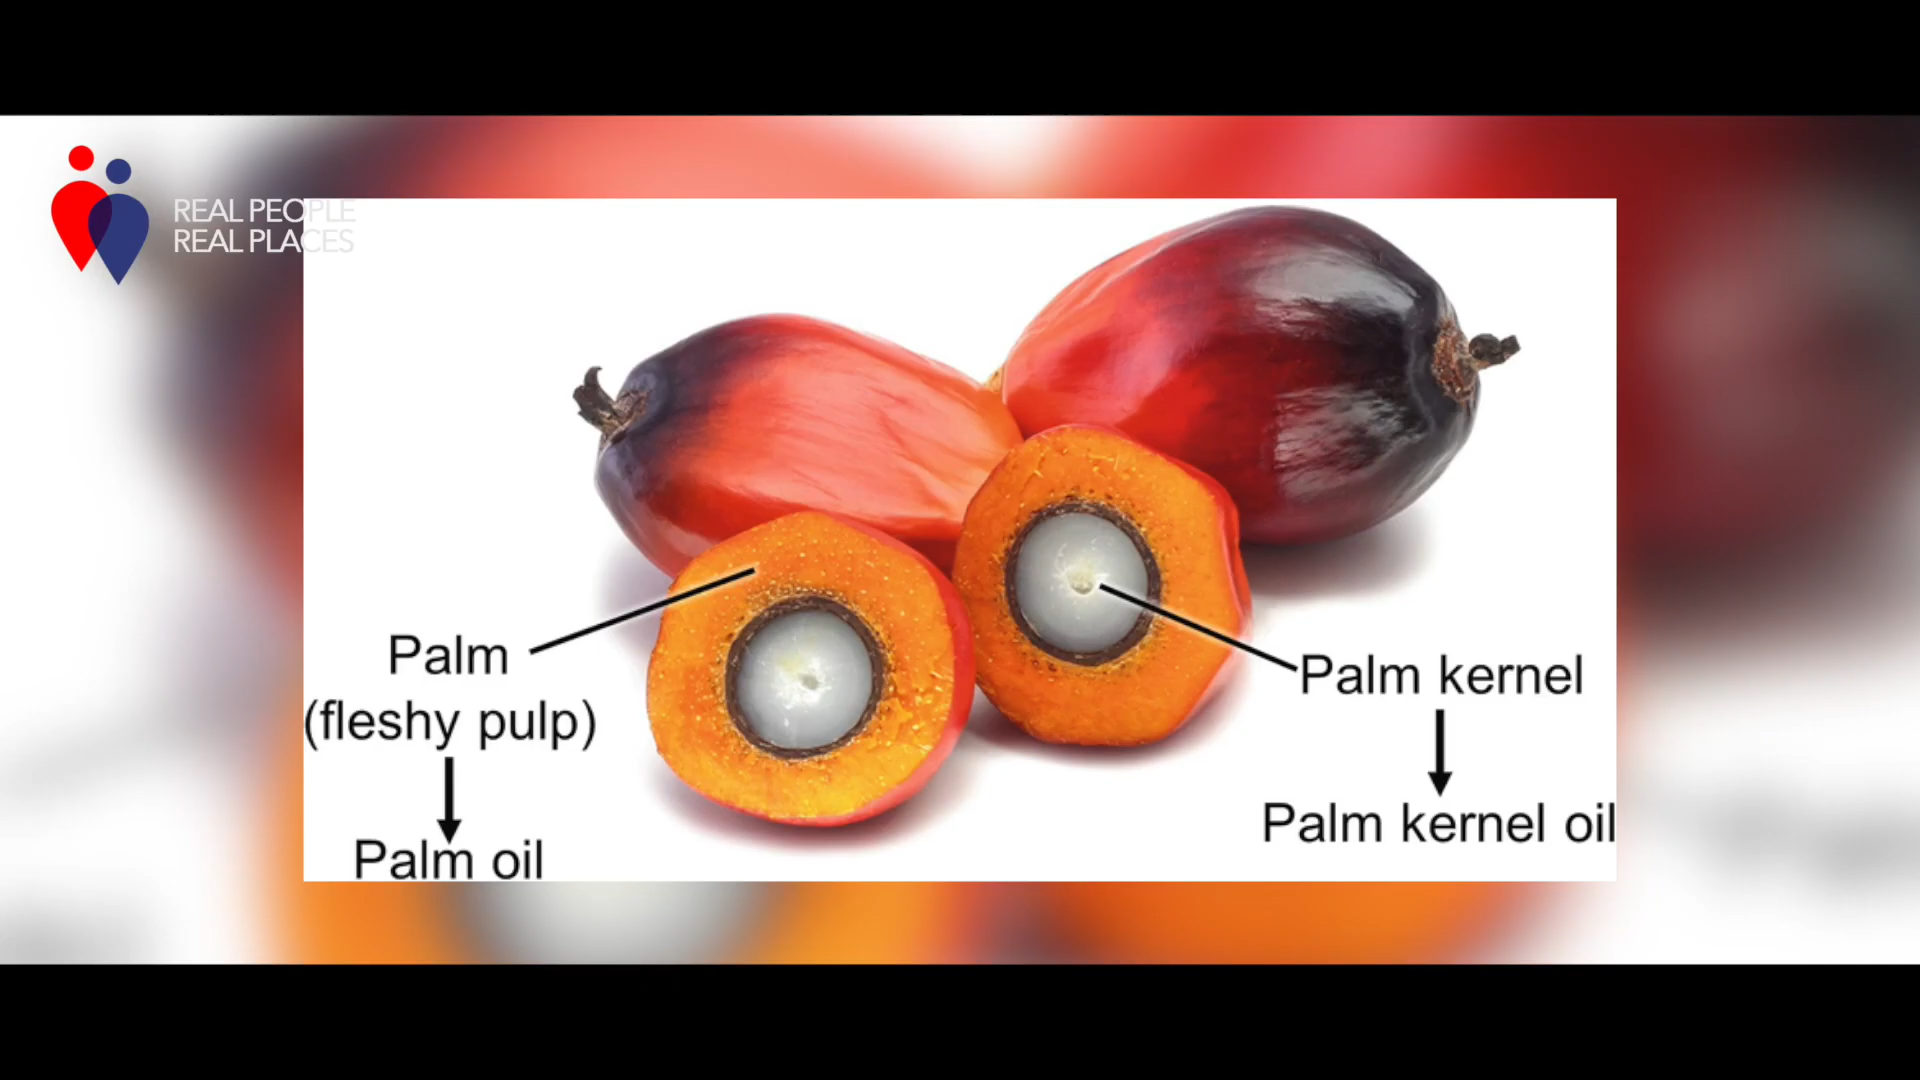 REAL PEOPLE
REAL PLACES
Palm
(fleshy pulp)
Palm oil
Palm kernel
Palm kernel oil